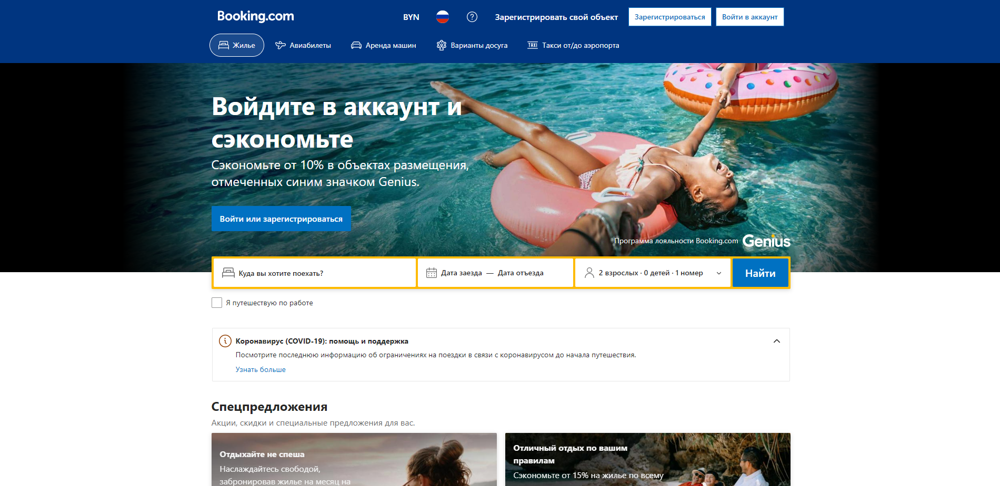 Booking.com
BYN
Зарегистрировать свой объект
Зарегистрироваться
Войти в аккаунт
Жилье
Авиабилеты
Аренда машин
Варианты досуга
TAXI
Такси от/до аэропорта
Войдите в аккаунт и
сэкономьте
Сэкономьте от 10% в объектах размещения,
отмеченных синим значком Genius.
Войти или зарегистрироваться
Программа лояльности Booking.com Genius
Куда вы хотите поехать?
Дата заезда — Дата отъезда
2 взрослых · 0 детей · 1 номер
Найти
Я путешествую по работе
Коронавирус (COVID-19): помощь и поддержка
Посмотрите последнюю информацию об ограничениях на поездки в связи с коронавирусом до начала путешествия.
Узнать больше
Спецпредложения
Акции, скидки и специальные предложения для вас.
Отдыхайте не спеша
Наслаждайтесь свободой,
забронировав жилье на месяц на
Отличный отдых по вашим
правилам
Сэкономьте от 15% на жилье по всему